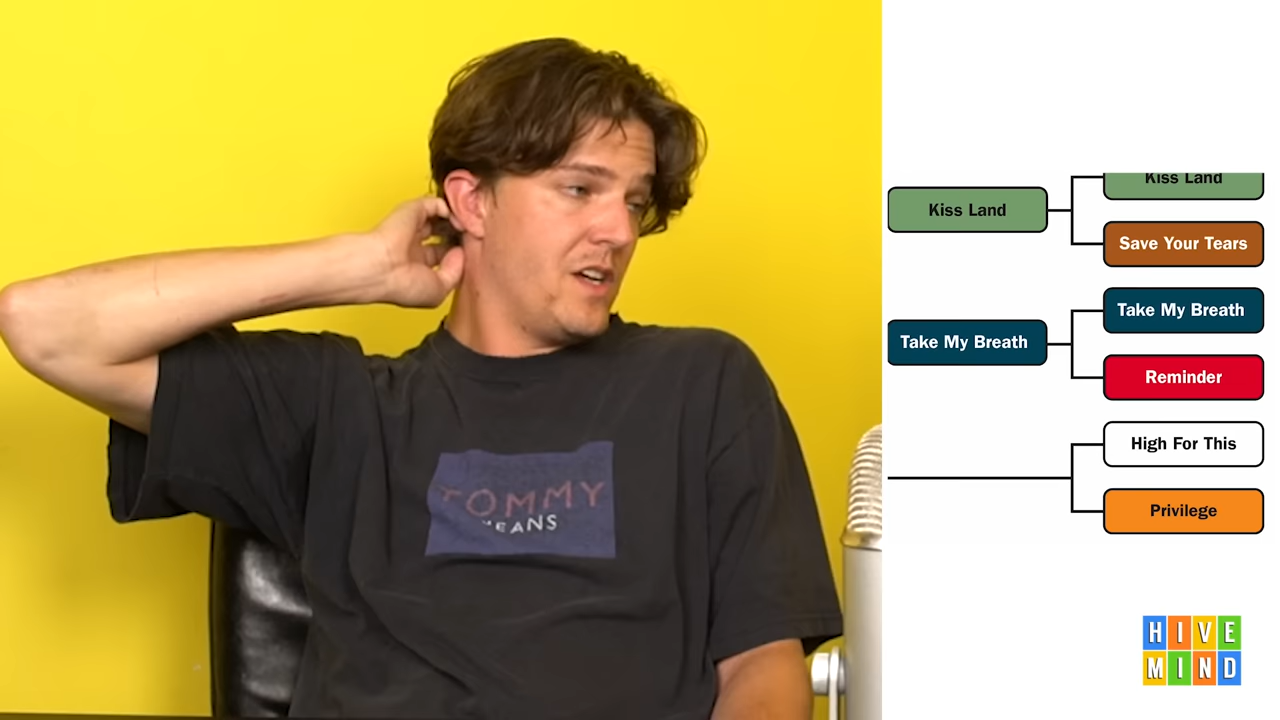 TOMMY
JEANS
Kiss Land
Kiss Land
Save Your Tears
Take My Breath
Take My Breath
Reminder
High For This
Privilege
HIVE
MIND